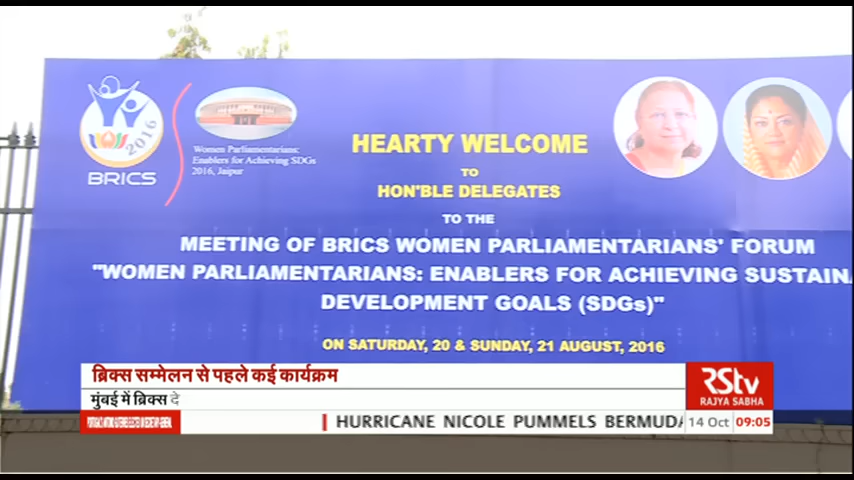 2016
BRICS
Women Parliamentarians:
Enablers for Achieving SDGs
2016, Jaipur
HEARTY WELCOME
TO
HON'BLE DELEGATES
TO THE
MEETING OF BRICS WOMEN PARLIAMENTARIANS' FORUM
"WOMEN PARLIAMENTARIANS: ENABLERS FOR ACHIEVING SUSTAINA
DEVELOPMENT GOALS (SDGs)"
ON SATURDAY, 20 & SUNDAY, 21 AUGUST, 2016
ब्रिक्स सम्मेलन से पहले कई कार्यक्रम
मुंबई में ब्रिक्स दे
RStv
RAJYA SABHA
HURRICANE NICOLE PUMMELS BERMUDA
14 Oct 09:05